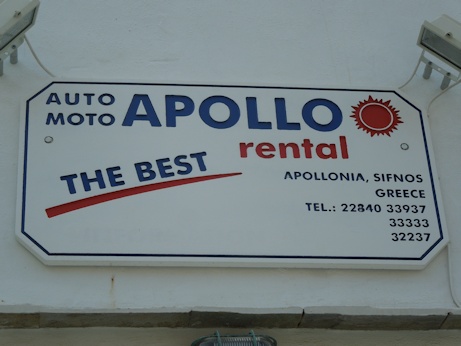 AUTO MOTO APOLLO
rental
THE BEST
APOLLONIA, SIFNOS
GREECE
TEL.: 22840 33937
33333
32237